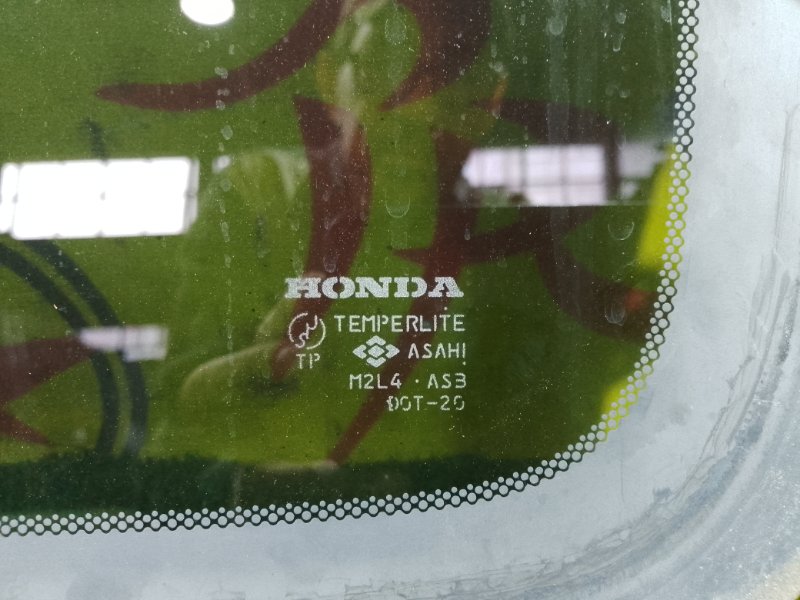 HONDA
TEMPERLITE
TP
ASAHI
M2L4 · AS3
DOT-20